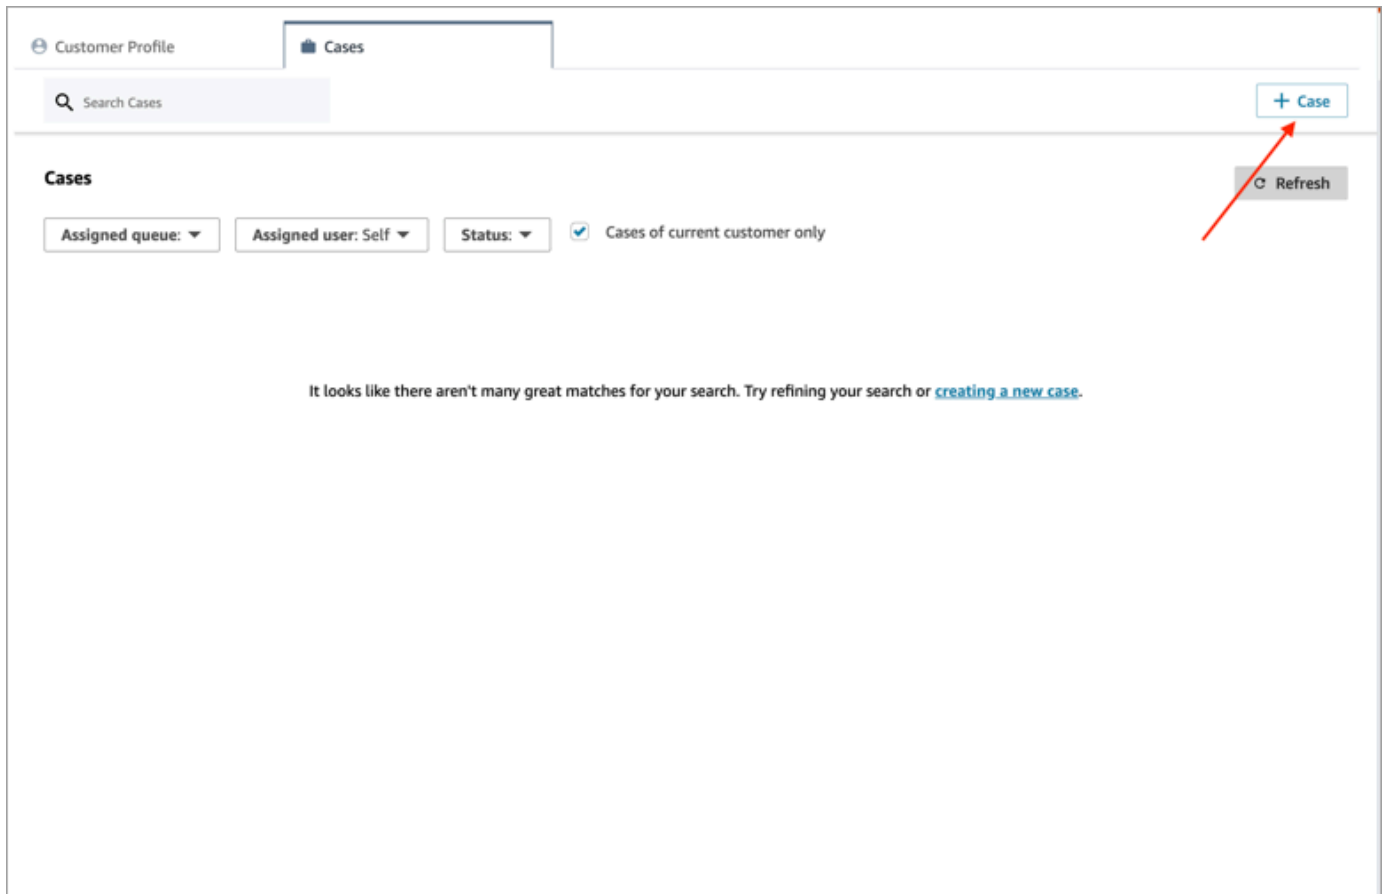 Customer Profile
Cases
Search Cases
+ Case
Cases
Refresh
Assigned queue:
Assigned user: Self
Status:
Cases of current customer only
It looks like there aren't many great matches for your search. Try refining your search or creating a new case.